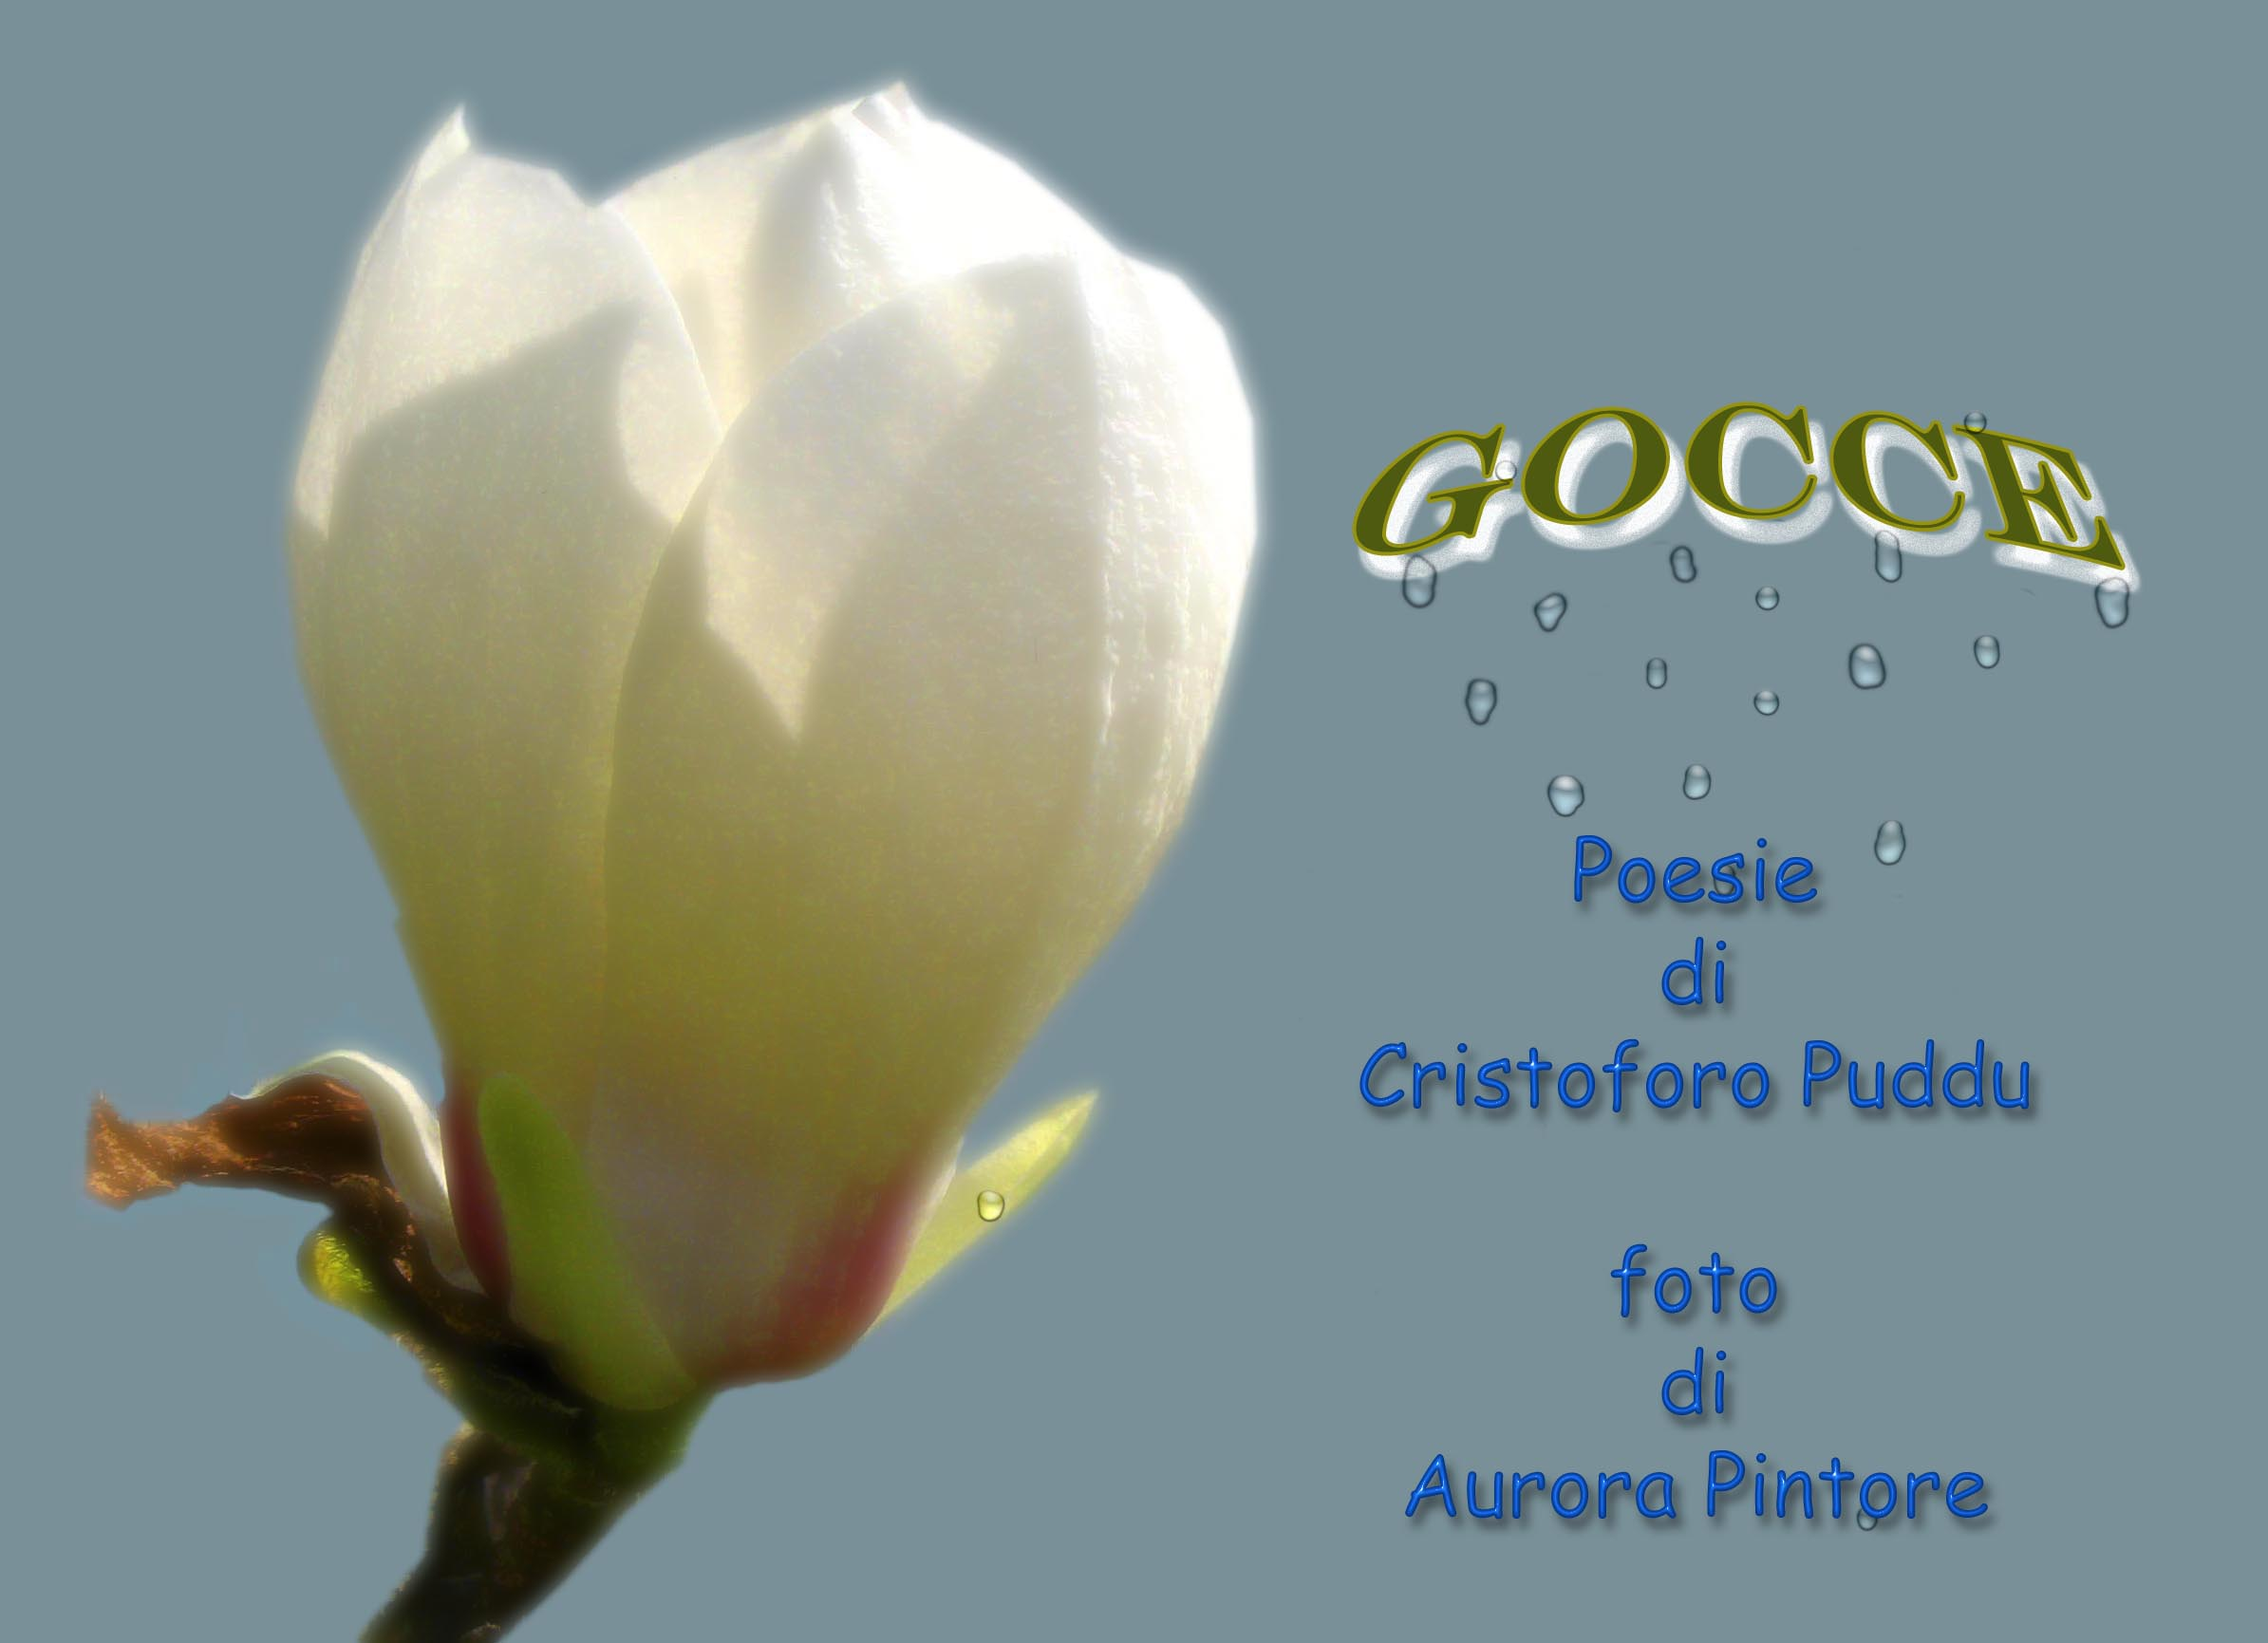 GOCCE
Poesie
di
Cristoforo Puddu
foto
di
Aurora Pintore